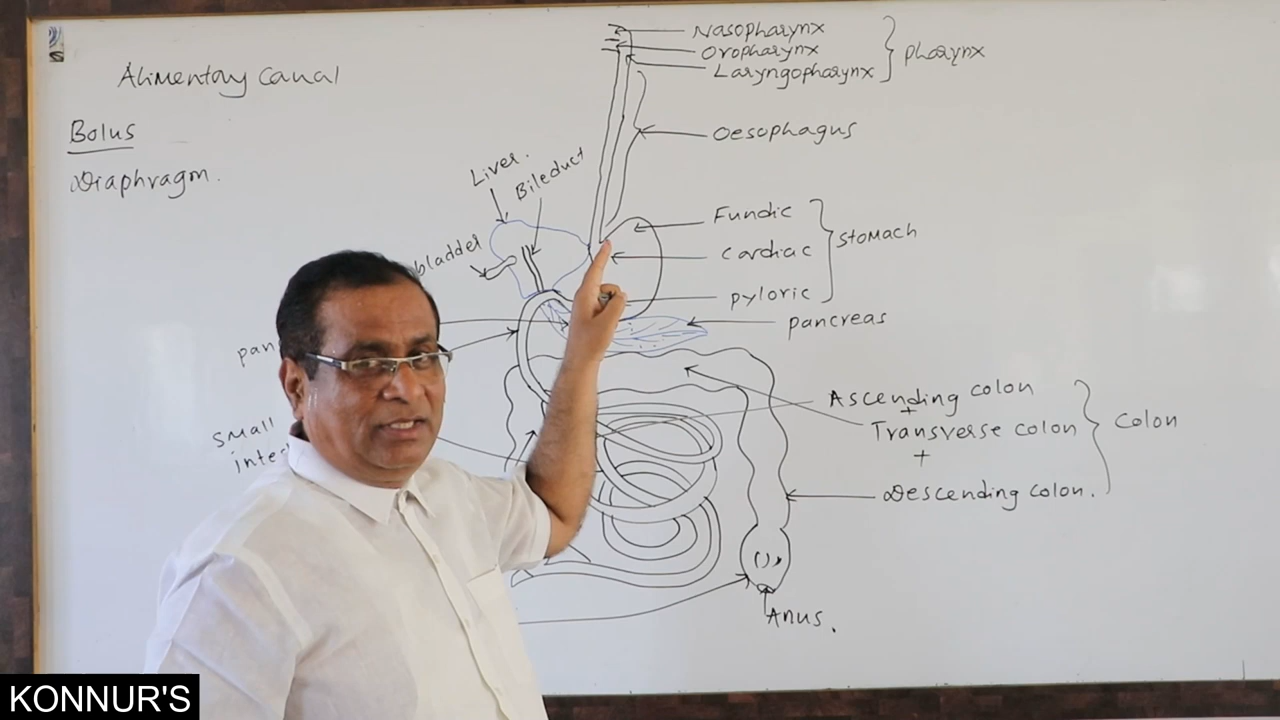 Nasopharynx
Oropharynx
Laryngopharynx
pharynx
Alimentary canal
Bolus
Diaphragm.
Oesophagus
Liver.
Bileduct
bladder
Fundic
cardiac
pyloric
stomach
pancreas
pan
small
Ascending colon
+
Transverse colon
+
Descending colon.
colon
Anus.
KONNUR'S